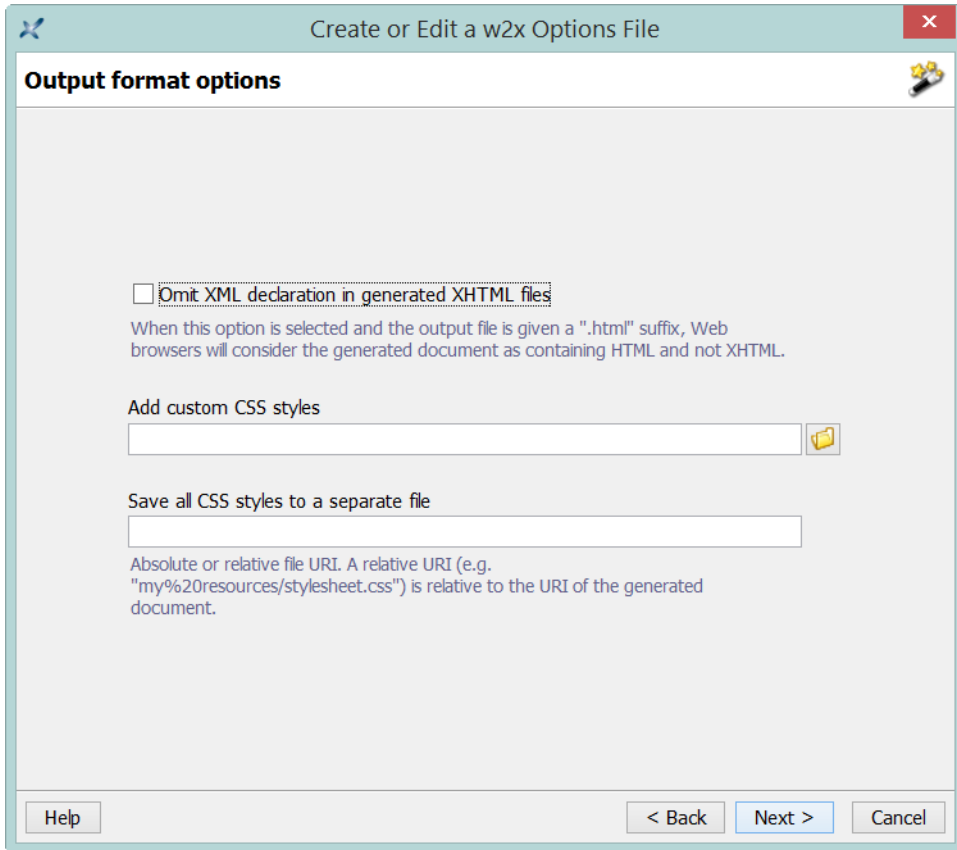 Create or Edit a w2x Options File
Output format options
Omit XML declaration in generated XHTML files
When this option is selected and the output file is given a ".html" suffix, Web
browsers will consider the generated document as containing HTML and not XHTML.
Add custom CSS styles
Save all CSS styles to a separate file
Absolute or relative file URI. A relative URI (e.g.
"my%20resources/stylesheet.css") is relative to the URI of the generated
document.
Help
< Back
Next >
Cancel